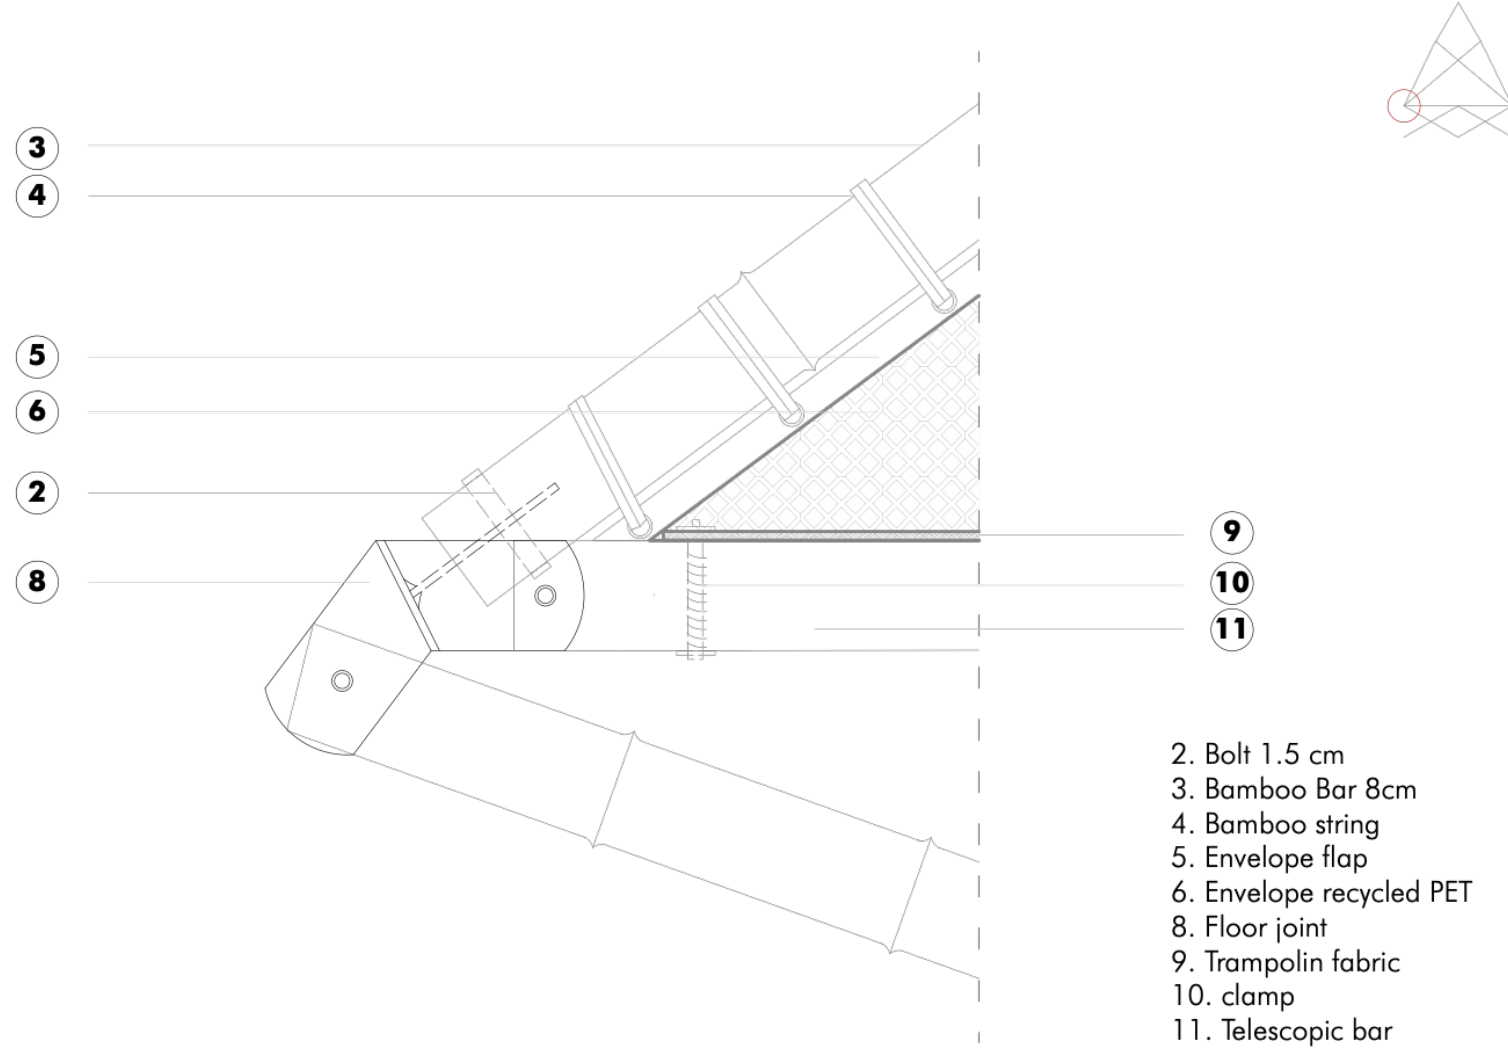 3
4
5
6
2
8
9
10
11
2. Bolt 1.5 cm
3. Bamboo Bar 8cm
4. Bamboo string
5. Envelope flap
6. Envelope recycled PET
8. Floor joint
9. Trampolin fabric
10. clamp
11. Telescopic bar